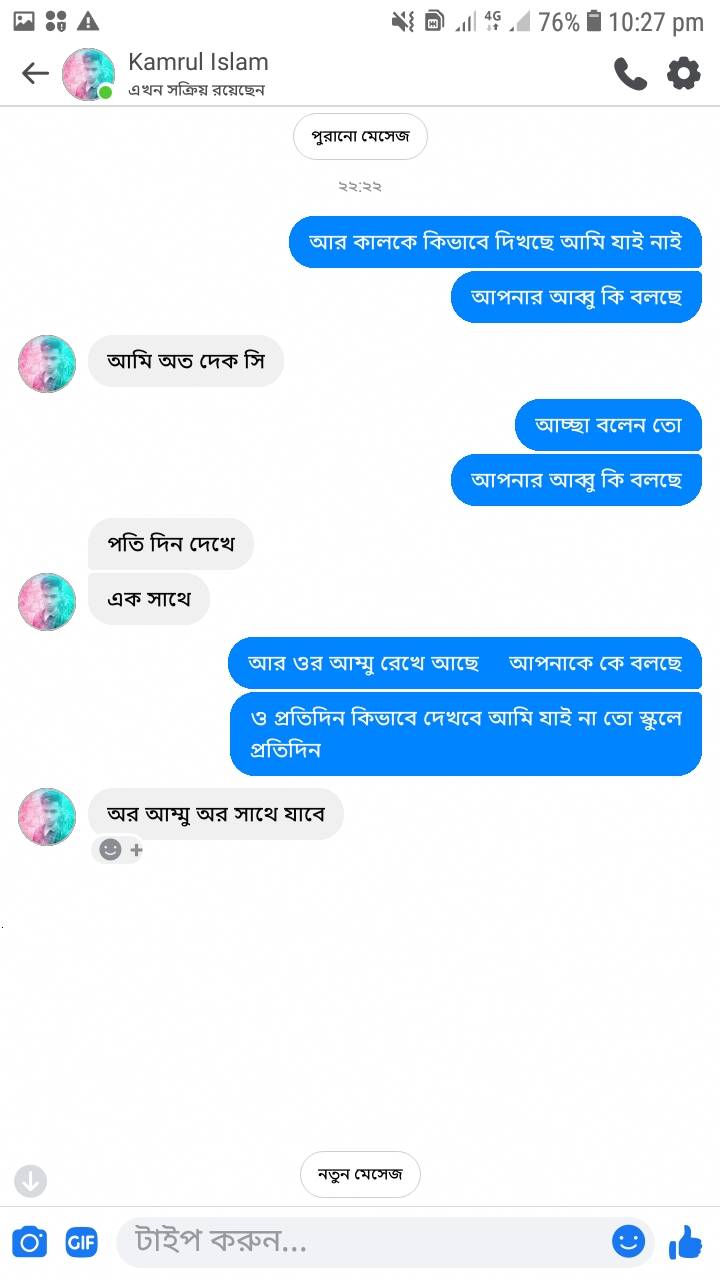 4G 76% 10:27 pm
Kamrul Islam
এখন সক্রিয় রয়েছেন
পুরানো মেসেজ
২২:২২
আর কালকে কিভাবে দিখছে আমি যাই নাই
আপনার আব্বু কি বলছে
আমি অত দেক সি
আচ্ছা বলেন তো
আপনার আব্বু কি বলছে
পতি দিন দেখে
এক সাথে
আর ওর আম্মু রেখে আছে আপনাকে কে বলছে
ও প্রতিদিন কিভাবে দেখবে আমি যাই না তো স্কুলে
প্রতিদিন
অর আম্মু অর সাথে যাবে
নতুন মেসেজ
GIF টাইপ করুন...